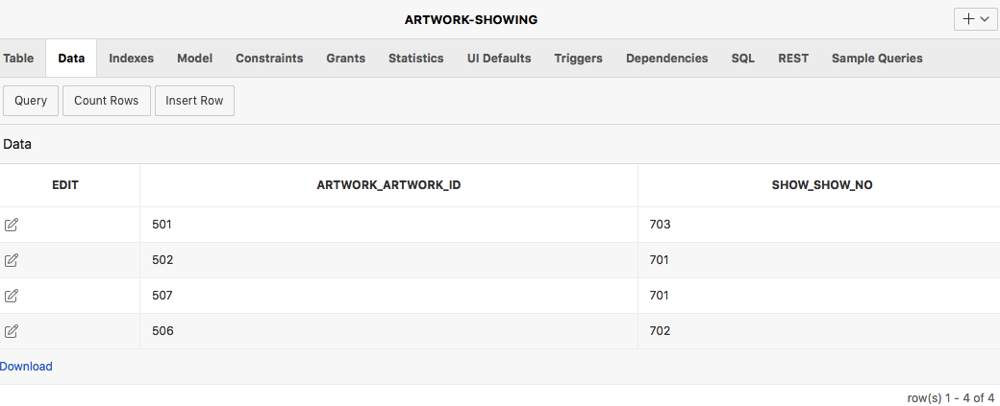 ARTWORK-SHOWING
Table Data Indexes Model Constraints Grants Statistics UI Defaults Triggers Dependencies SQL REST Sample Queries
Query Count Rows Insert Row
Data
EDIT ARTWORK_ARTWORK_ID SHOW_SHOW_NO
501 703
502 701
507 701
506 702
Download
row(s) 1 - 4 of 4